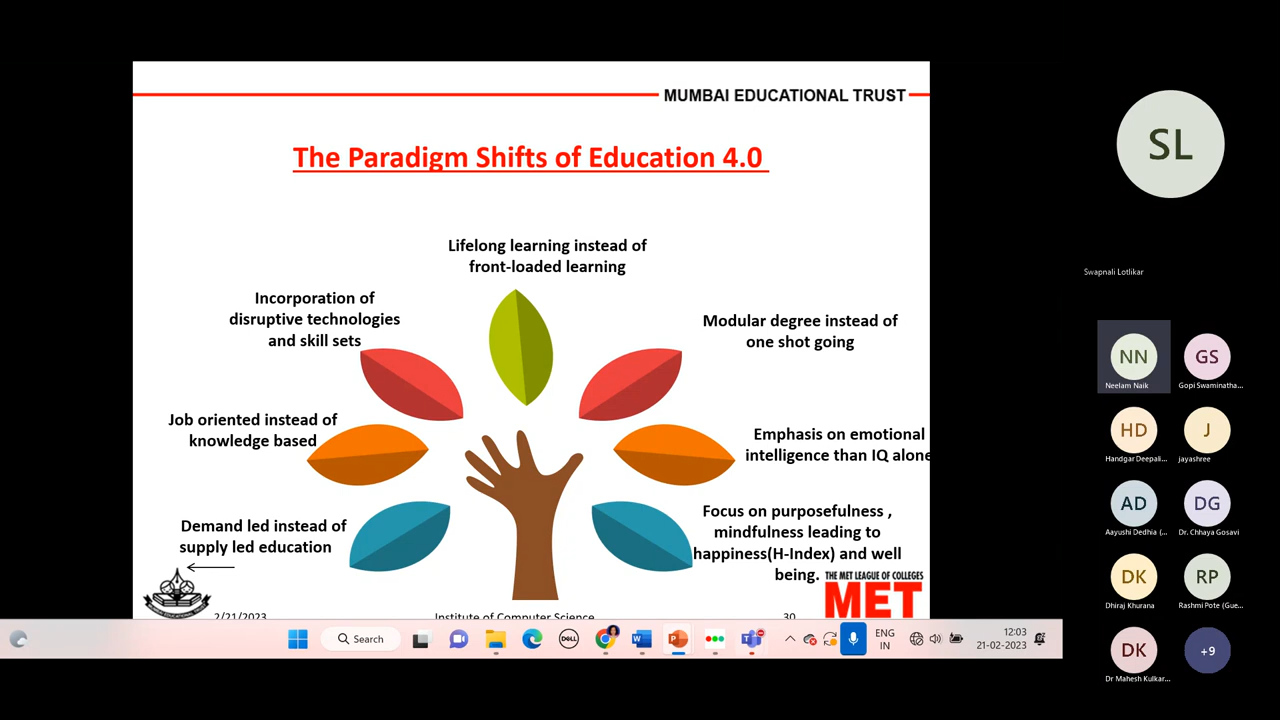 MUMBAI EDUCATIONAL TRUST
The Paradigm Shifts of Education 4.0
Lifelong learning instead of
front-loaded learning
Incorporation of
disruptive technologies
and skill sets
Modular degree instead of
one shot going
Job oriented instead of
knowledge based
Emphasis on emotional
intelligence than IQ alone
Demand led instead of
supply led education
Focus on purposefulness ,
mindfulness leading to
happiness(H-Index) and well
being.
THE MET LEAGUE OF COLLEGES
MET
2/21/2023
Institute of Computer Science
30
Search
DELL
ENG
IN
12:03
21-02-2023
SL
Swapnali Lotlikar
NN
Neelam Naik
GS
Gopi Swaminatha...
HD
Handgar Deepali...
J
jayashree
AD
Aayushi Dedhia (...
DG
Dr. Chhaya Gosavi
DK
Dhiraj Khurana
RP
Rashmi Pote (Gue...
DK
Dr Mahesh Kulkar...
+9